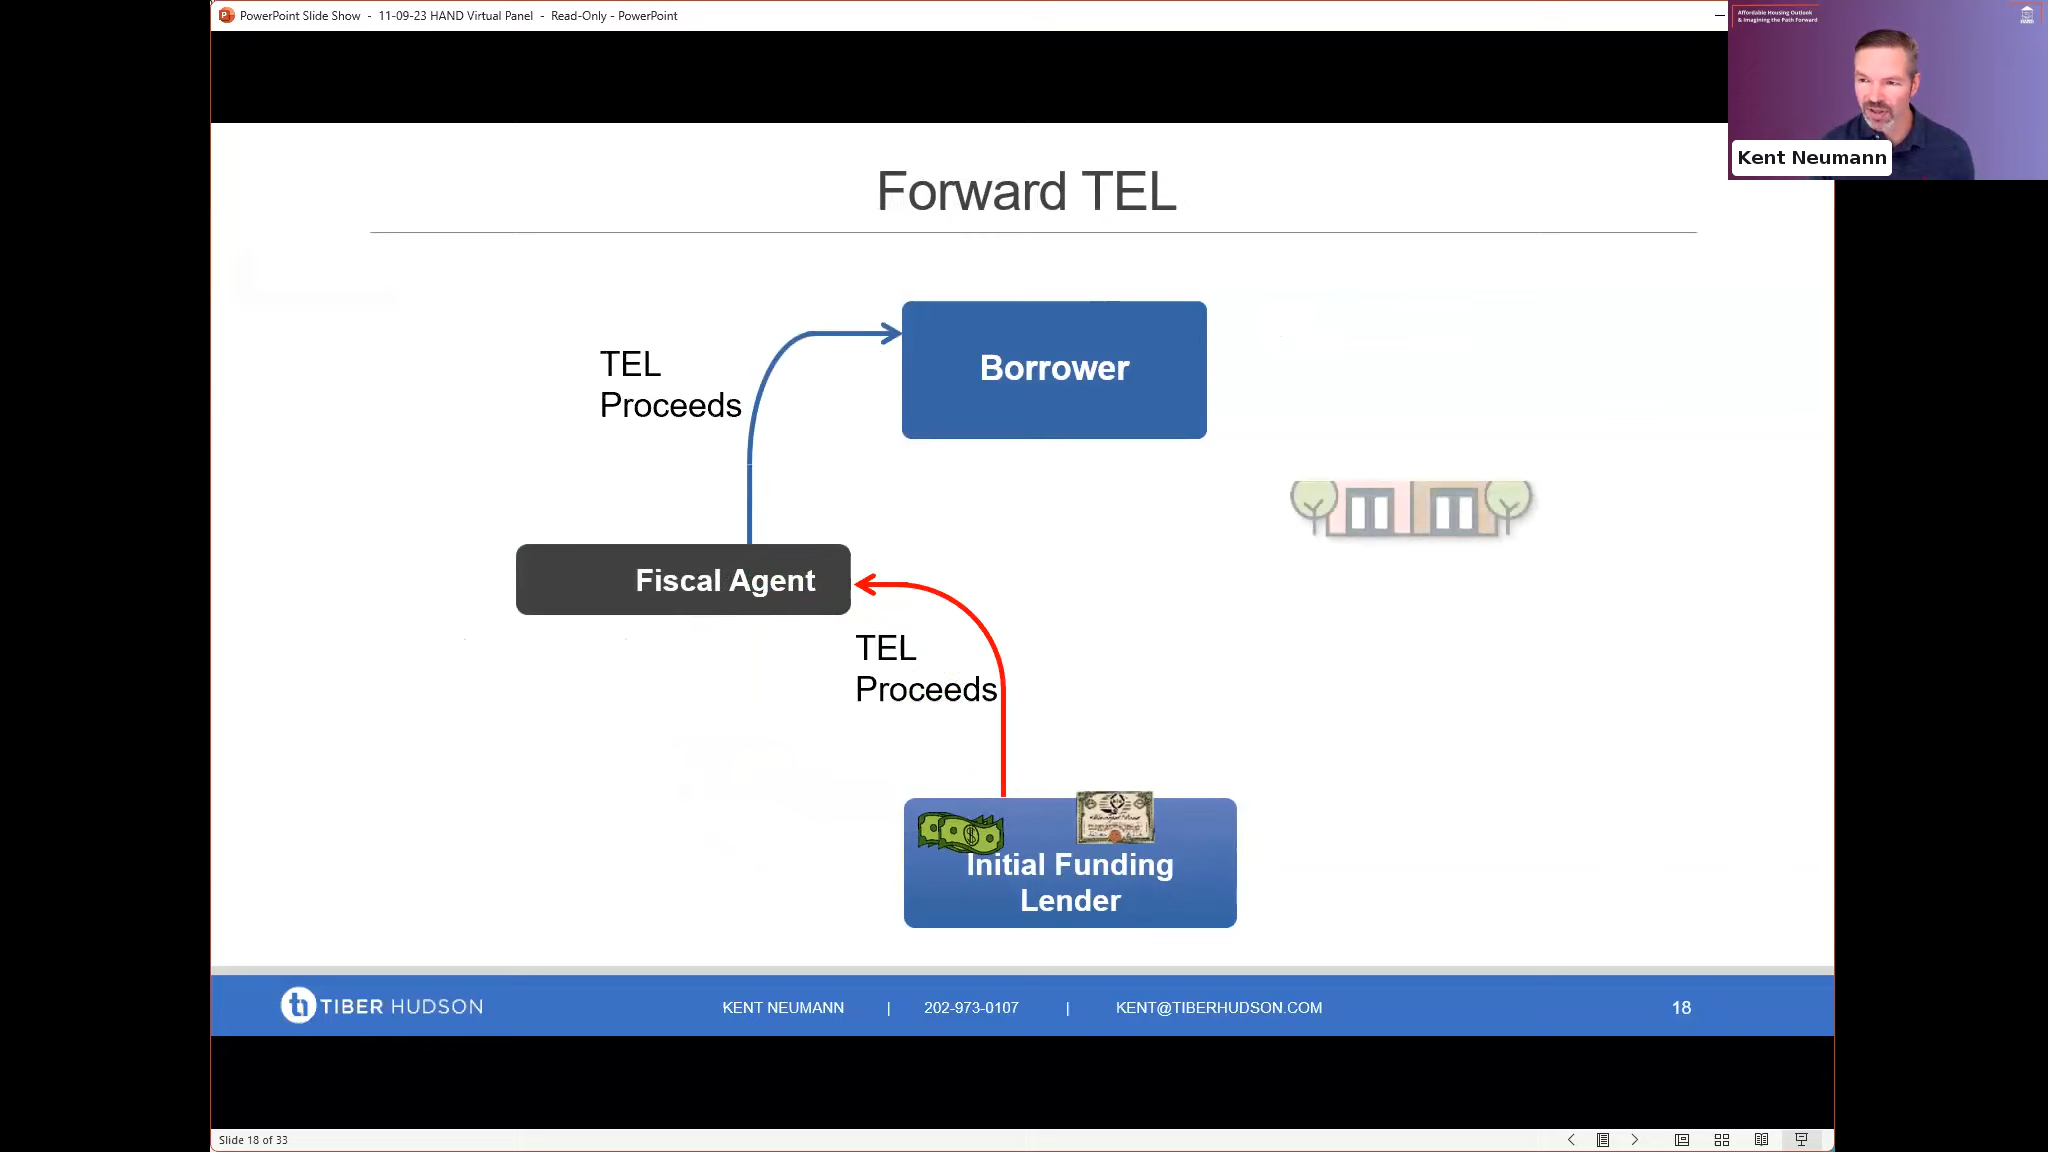 PowerPoint Slide Show - 11-09-23 HAND Virtual Panel - Read-Only - PowerPoint
Affordable Housing Outlook
& Imagining the Path Forward
HAND
Kent Neumann
Forward TEL
Borrower
TEL
Proceeds
Fiscal Agent
TEL
Proceeds
Initial Funding
Lender
TIBER HUDSON
KENT NEUMANN | 202-973-0107 | KENT@TIBERHUDSON.COM
18
Slide 18 of 33